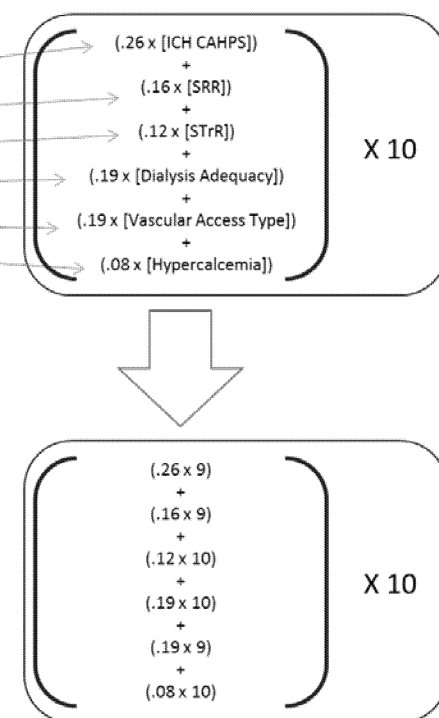 (.26 x [ICH CAHPS])
+
(.16 x [SRR])
+
(.12 x [STrR])
+
(.19 x [Dialysis Adequacy])
+
(.19 x [Vascular Access Type])
+
(.08 x [Hypercalcemia])
X 10
(.26 x 9)
+
(.16 x 9)
+
(.12 x 10)
+
(.19 x 10)
+
(.19 x 9)
+
(.08 x 10)
X 10